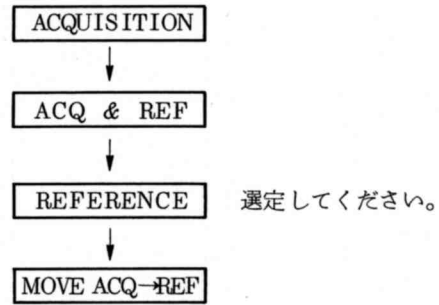 ACQUISITION
ACQ & REF
REFERENCE 選定してください。
MOVE ACQ→REF